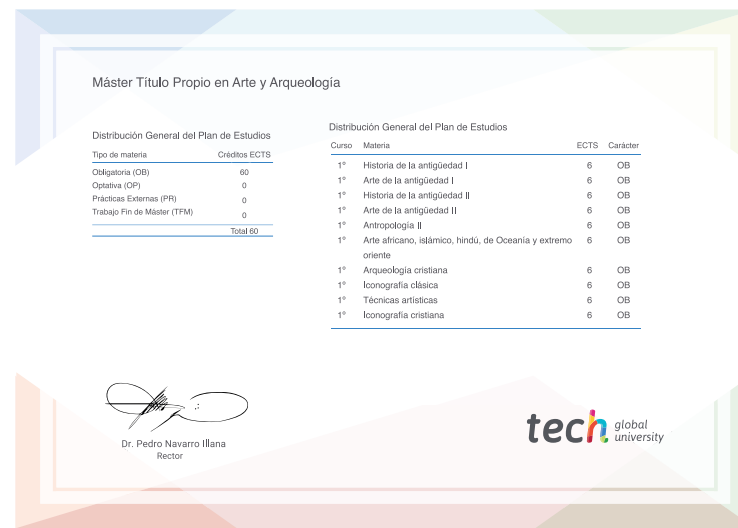 Máster Título Propio en Arte y Arqueología
Distribución General del Plan de Estudios
Tipo de materia Créditos ECTS
Obligatoria (OB) 60
Optativa (OP) 0
Prácticas Externas (PR) 0
Trabajo Fin de Máster (TFM) 0
Total 60
Distribución General del Plan de Estudios
Curso Materia ECTS Carácter
1º Historia de la antigüedad I 6 OB
1º Arte de la antigüedad I 6 OB
1º Historia de la antigüedad II 6 OB
1º Arte de la antigüedad II 6 OB
1º Antropología II 6 OB
1º Arte africano, islámico, hindú, de Oceanía y extremo 6 OB
oriente
1º Arqueología cristiana 6 OB
1º Iconografía clásica 6 OB
1º Técnicas artísticas 6 OB
1º Iconografía cristiana 6 OB
Dr. Pedro Navarro Illana
Rector
tech global
university